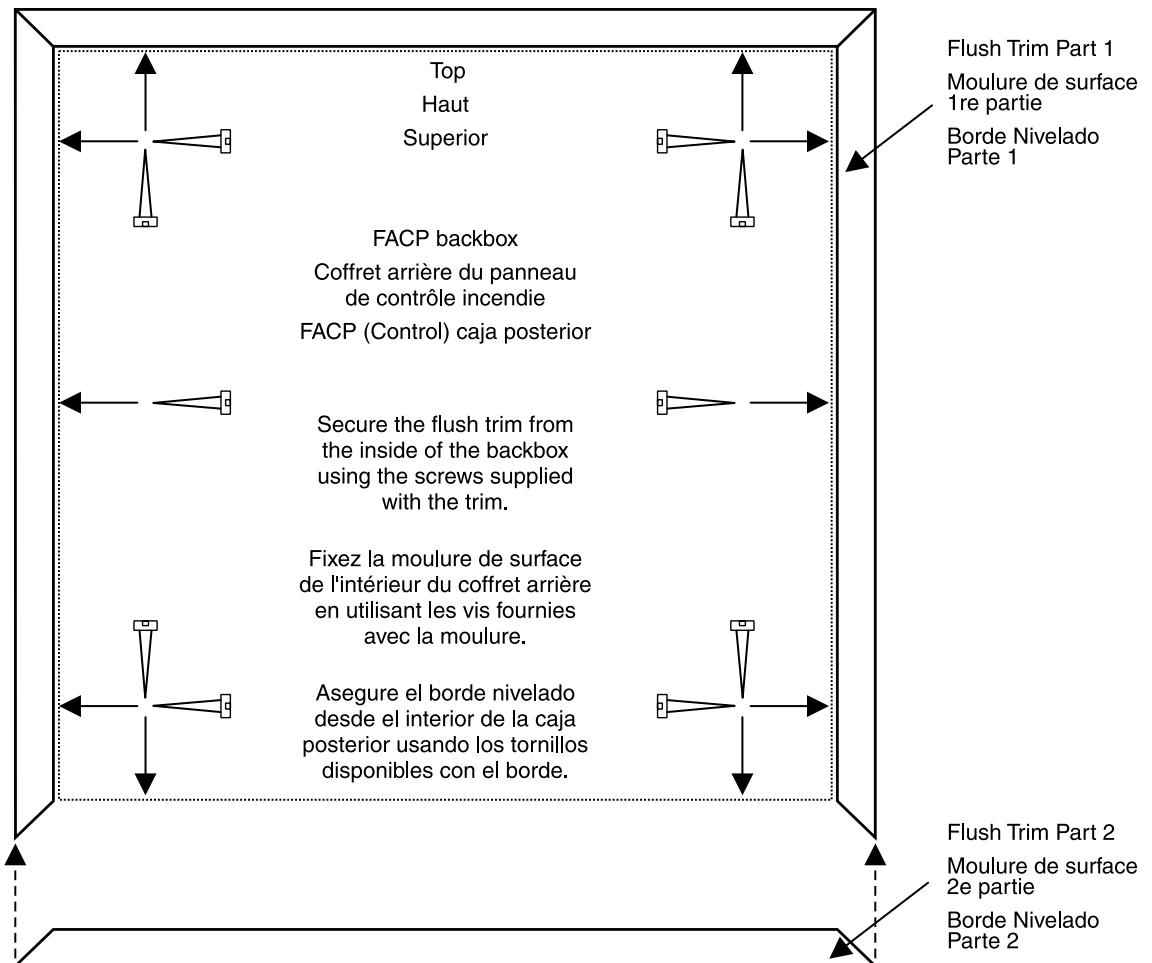 Top
Haut
Superior
FACP backbox
Coffret arrière du panneau
de contrôle incendie
FACP (Control) caja posterior
Secure the flush trim from
the inside of the backbox
using the screws supplied
with the trim.
Fixez la moulure de surface
de l'intérieur du coffret arrière
en utilisant les vis fournies
avec la moulure.
Asegure el borde nivelado
desde el interior de la caja
posterior usando los tornillos
disponibles con el borde.
Flush Trim Part 1
Moulure de surface
1re partie
Borde Nivelado
Parte 1
Flush Trim Part 2
Moulure de surface
2e partie
Borde Nivelado
Parte 2